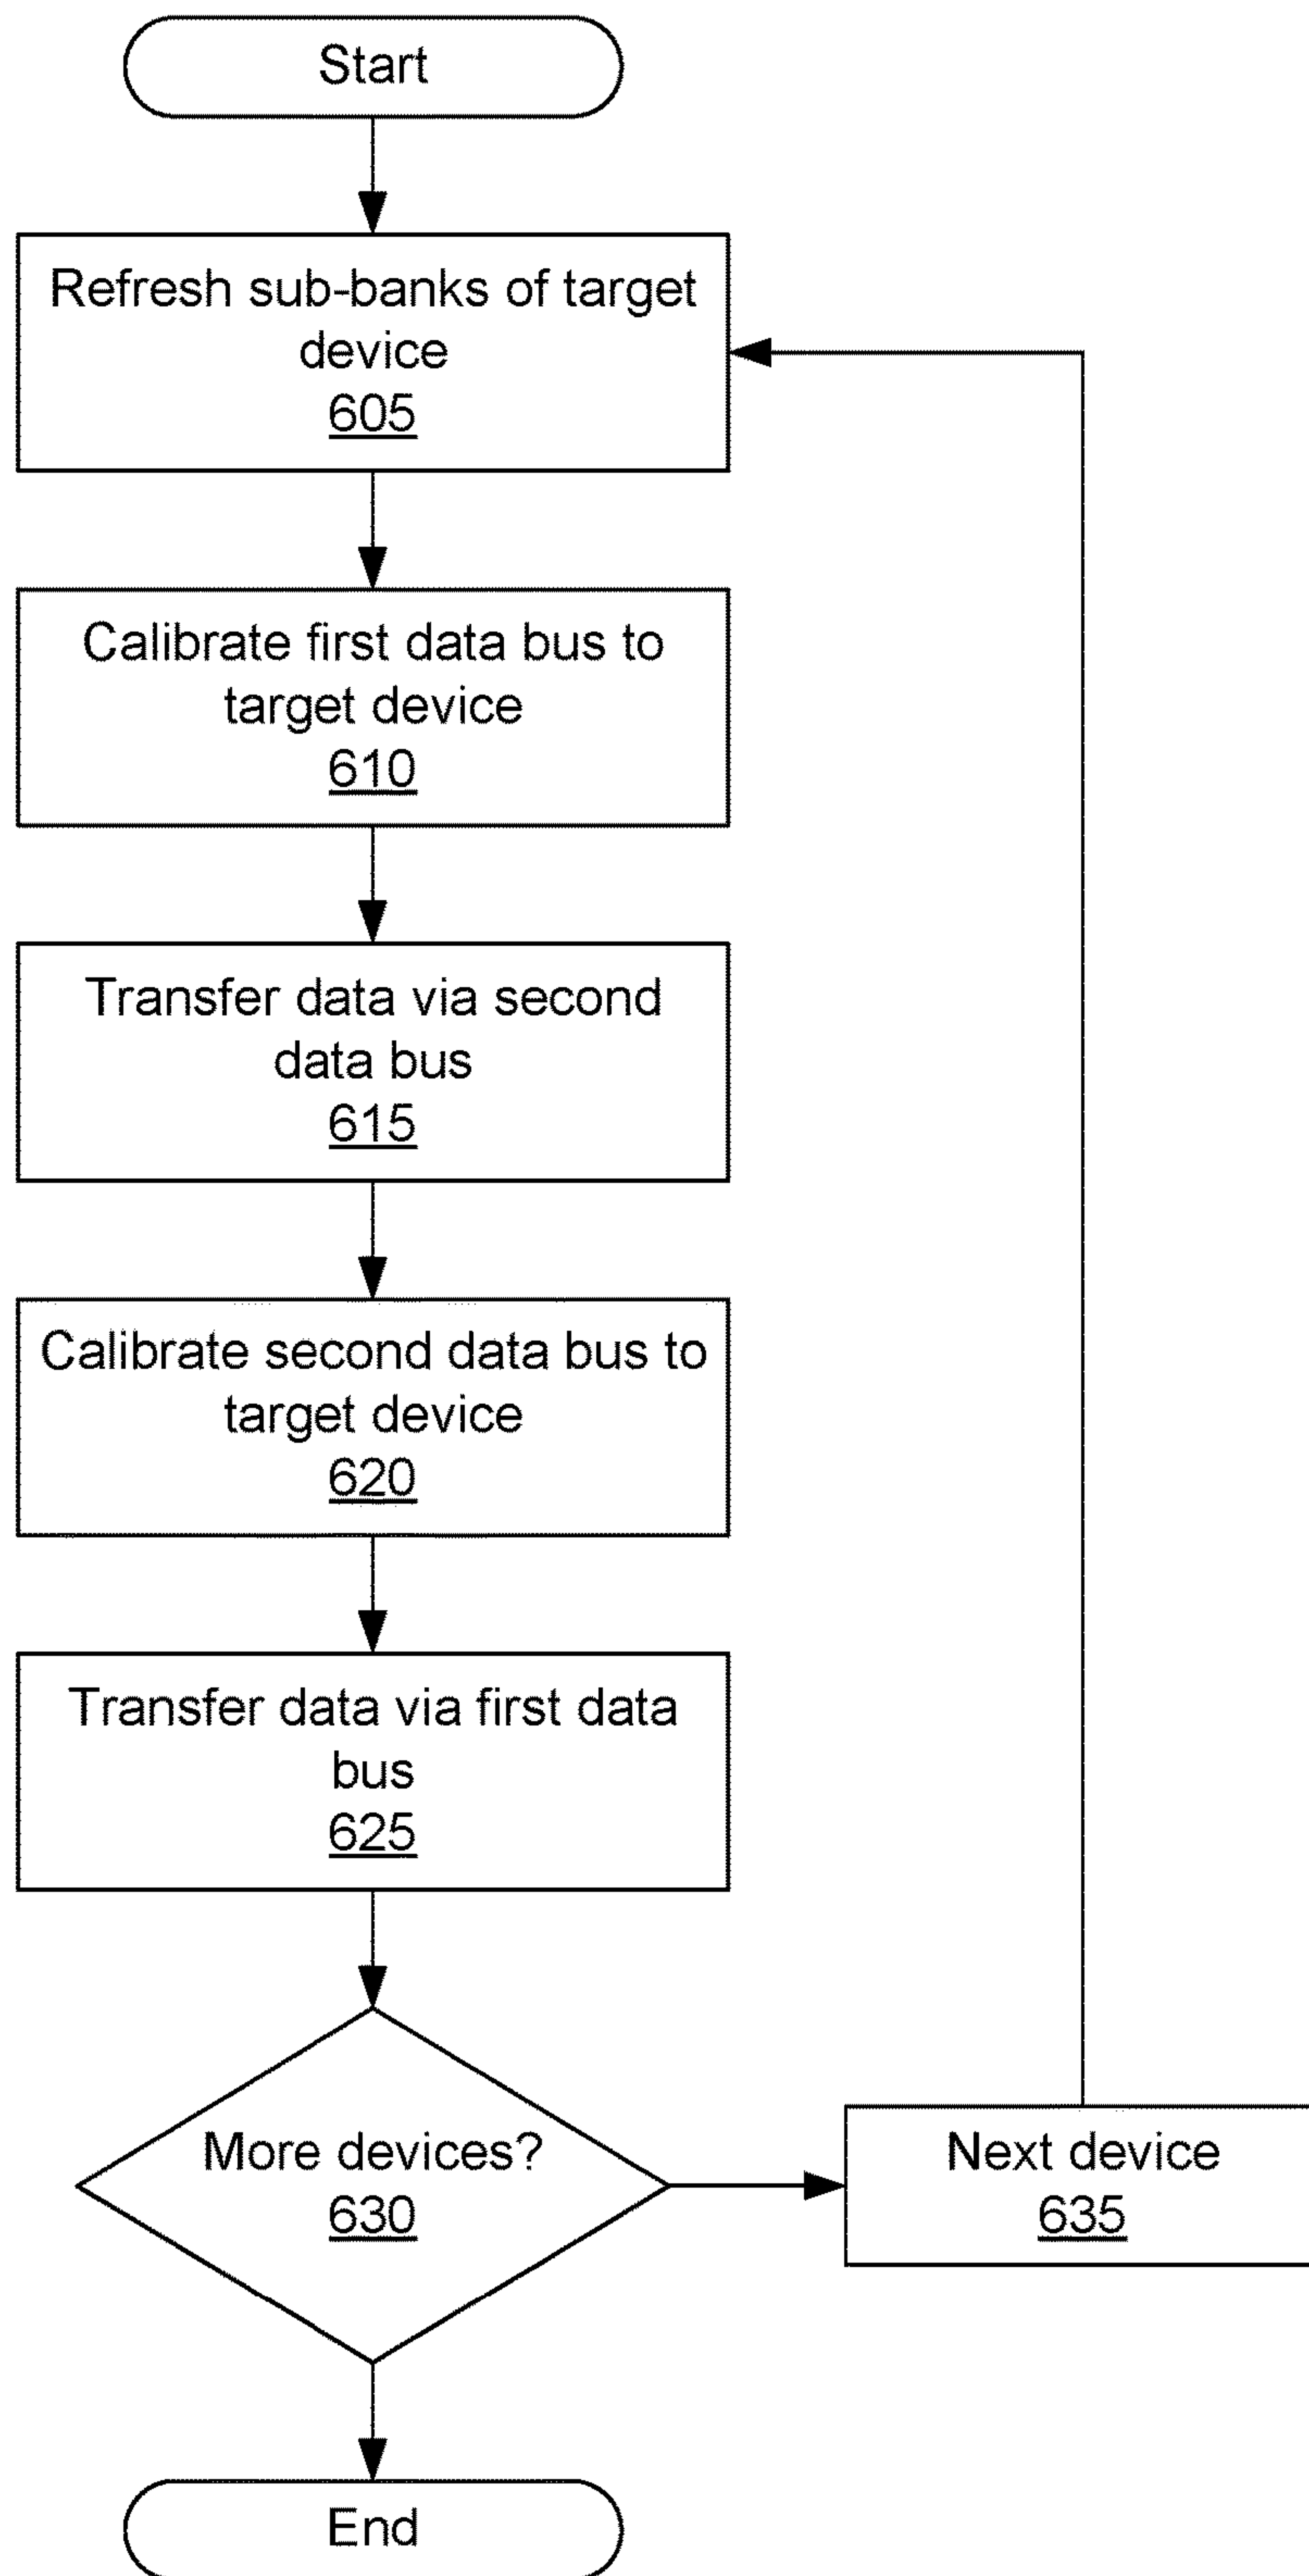 Start
Refresh sub-banks of target
device
605
Calibrate first data bus to
target device
610
Transfer data via second
data bus
615
Calibrate second data bus to
target device
620
Transfer data via first data
bus
625
More devices?
630
Next device
635
End